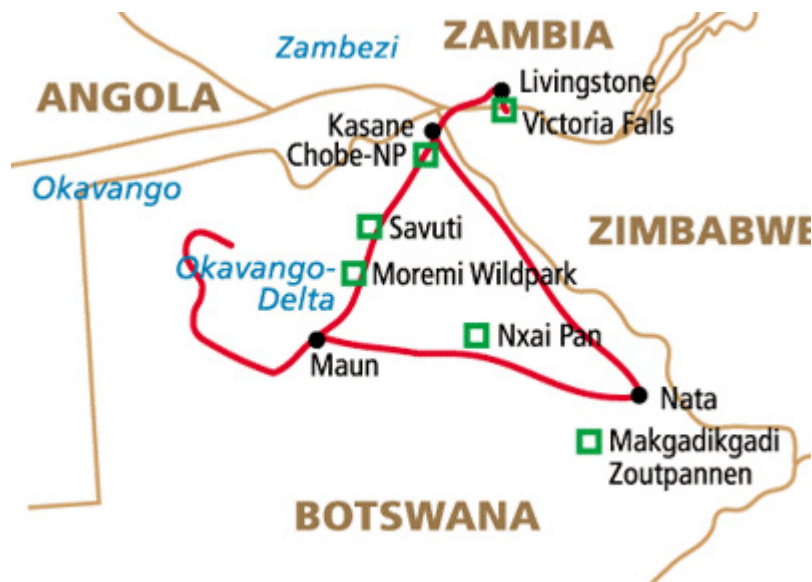 ZAMBIA
Zambezi
Livingstone
ANGOLA
Victoria Falls
Kasane
Chobe-NP
Okavango
Savuti
ZIMBABWE
Okavango-
Delta
Moremi Wildpark
Nxai Pan
Maun
Nata
Makgadikgadi
Zoutpannen
BOTSWANA